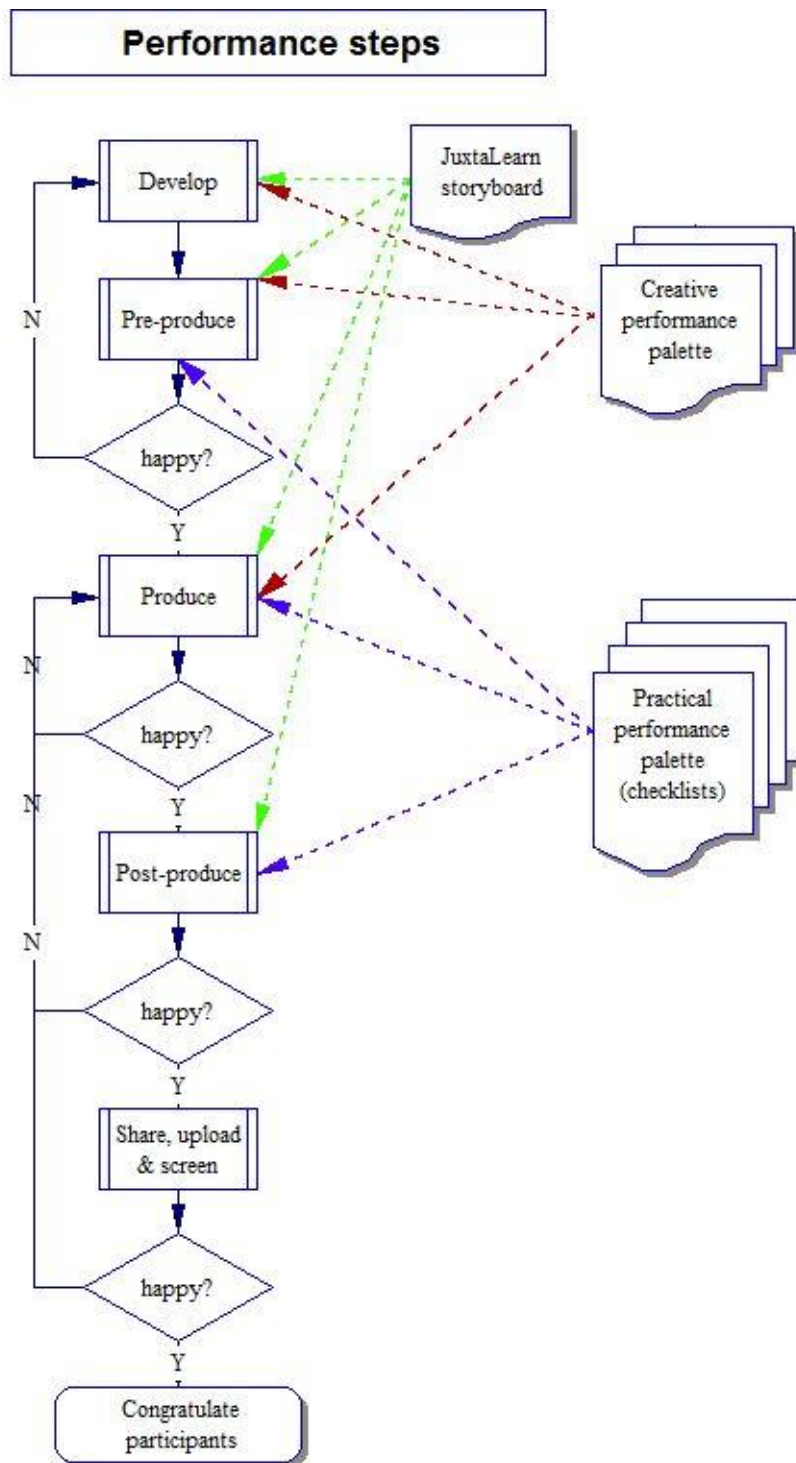 Performance steps
Develop
JuxtaLearn
storyboard
Creative
performance
palette
N
Pre-produce
happy?
Y
Produce
N
happy?
Practical
performance
palette
(checklists)
N
Y
Post-produce
N
happy?
Y
Share, upload
& screen
happy?
Y
Congratulate
participants